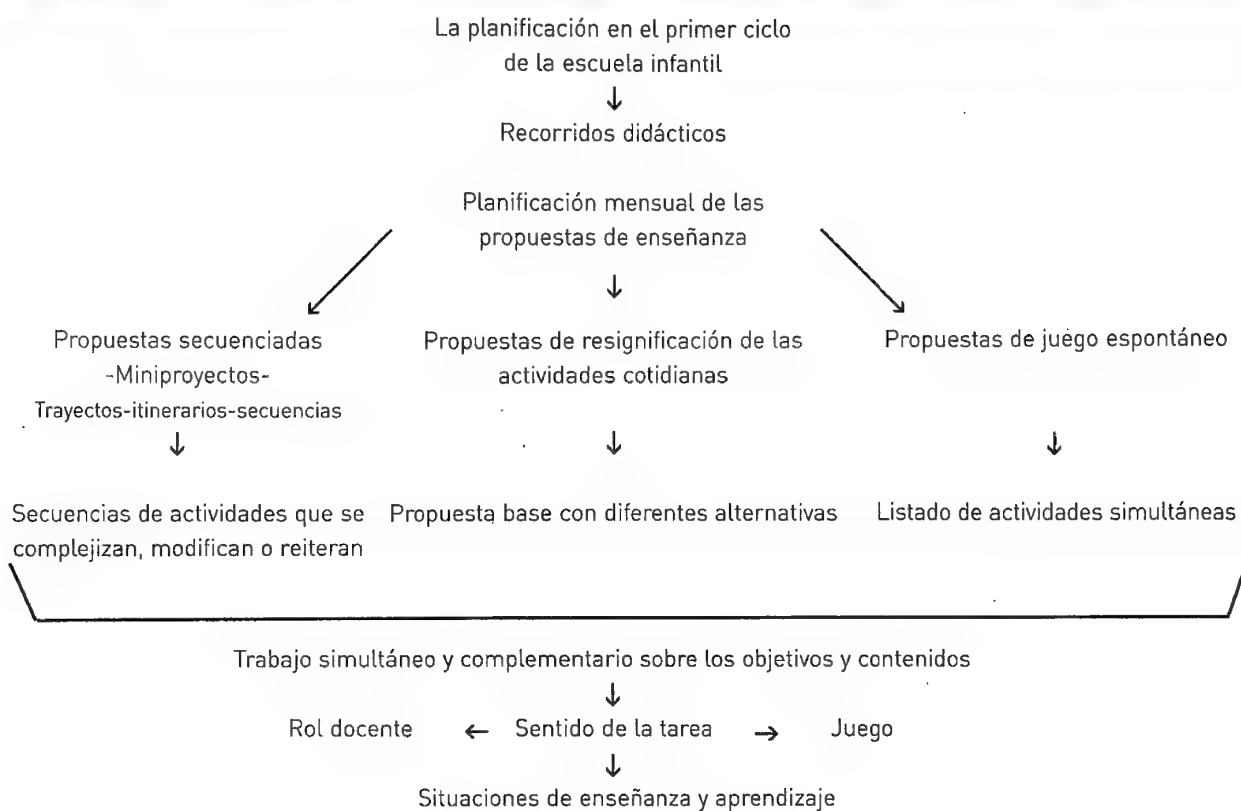 La planificación en el primer ciclo
de la escuela infantil
↓
Recorridos didácticos
Planificación mensual de las
propuestas de enseñanza
↓
Propuestas secuenciadas
-Miniproyectos-
Trayectos-itinerarios-secuencias
↓
Propuestas de resignificación de las
actividades cotidianas
↓
Propuestas de juego espontáneo
↓
Secuencias de actividades que se
complejizan, modifican o reiteran
Propuesta base con diferentes alternativas
Listado de actividades simultáneas
Trabajo simultáneo y complementario sobre los objetivos y contenidos
↓
Rol docente ← Sentido de la tarea → Juego
↓
Situaciones de enseñanza y aprendizaje